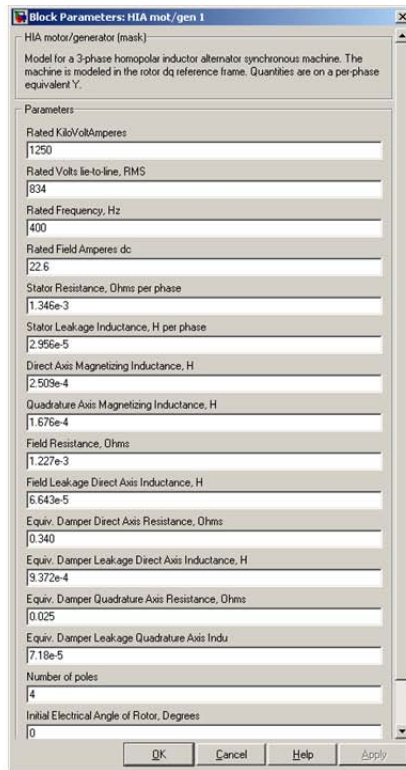 Block Parameters: HIA mot/gen 1
HIA motor/generator (mask)
Model for a 3-phase homopolar inductor alternator synchronous machine. The
machine is modeled in the rotor dq reference frame. Quantities are on a per-phase
equivalent Y.
Parameters
Rated KiloVoltAmperes
1250
Rated Volts lie-to-line, RMS
834
Rated Frequency, Hz
400
Rated Field Amperes dc
22.6
Stator Resistance, Ohms per phase
1.346e-3
Stator Leakage Inductance, H per phase
2.956e-5
Direct Axis Magnetizing Inductance, H
2.509e-4
Quadrature Axis Magnetizing Inductance, H
1.676e-4
Field Resistance, Ohms
1.227e-3
Field Leakage Direct Axis Inductance, H
6.643e-5
Equiv. Damper Direct Axis Resistance, Ohms
0.340
Equiv. Damper Leakage Direct Axis Inductance, H
9.372e-4
Equiv. Damper Quadrature Axis Resistance, Ohms
0.025
Equiv. Damper Leakage Quadrature Axis Indu
7.18e-5
Number of poles
4
Initial Electrical Angle of Rotor, Degrees
0
OK Cancel Help Apply